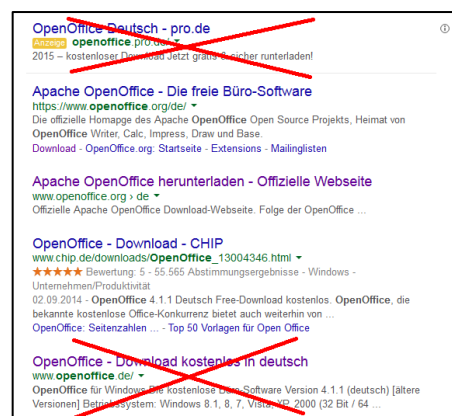 OpenOffice Deutsch - pro.de
Anzeige openoffice.pro.de/
2015 – kostenloser Download Jetzt gratis & sicher runterladen!
Apache OpenOffice - Die freie Büro-Software
https://www.openoffice.org/de/
Die offizielle Homapge des Apache OpenOffice Open Source Projekts, Heimat von
OpenOffice Writer, Calc, Impress, Draw und Base.
Download - OpenOffice.org: Startseite - Extensions - Mailinglisten
Apache OpenOffice herunterladen - Offizielle Webseite
www.openoffice.org › de
Offizielle Apache OpenOffice Download-Webseite. Folge der OpenOffice ...
OpenOffice - Download - CHIP
www.chip.de/downloads/OpenOffice_13004346.html
Bewertung: 5 - 55.565 Abstimmungsergebnisse - Windows -
Unternehmen/Produktivität
02.09.2014 - OpenOffice 4.1.1 Deutsch Free-Download kostenlos. OpenOffice, die
bekannte kostenlose Office-Konkurrenz bietet auch weiterhin von ...
OpenOffice: Seitenzahlen ... - Top 50 Vorlagen für Open Office
OpenOffice - Download kostenlos in deutsch
www.openoffice.de/
OpenOffice für Windows Die kostenlose Büro-Software Version 4.1.1 (deutsch) [ältere
Versionen] Betriebssystem: Windows 8.1, 8, 7, Vista, XP, 2000 (32 Bit / 64 ...